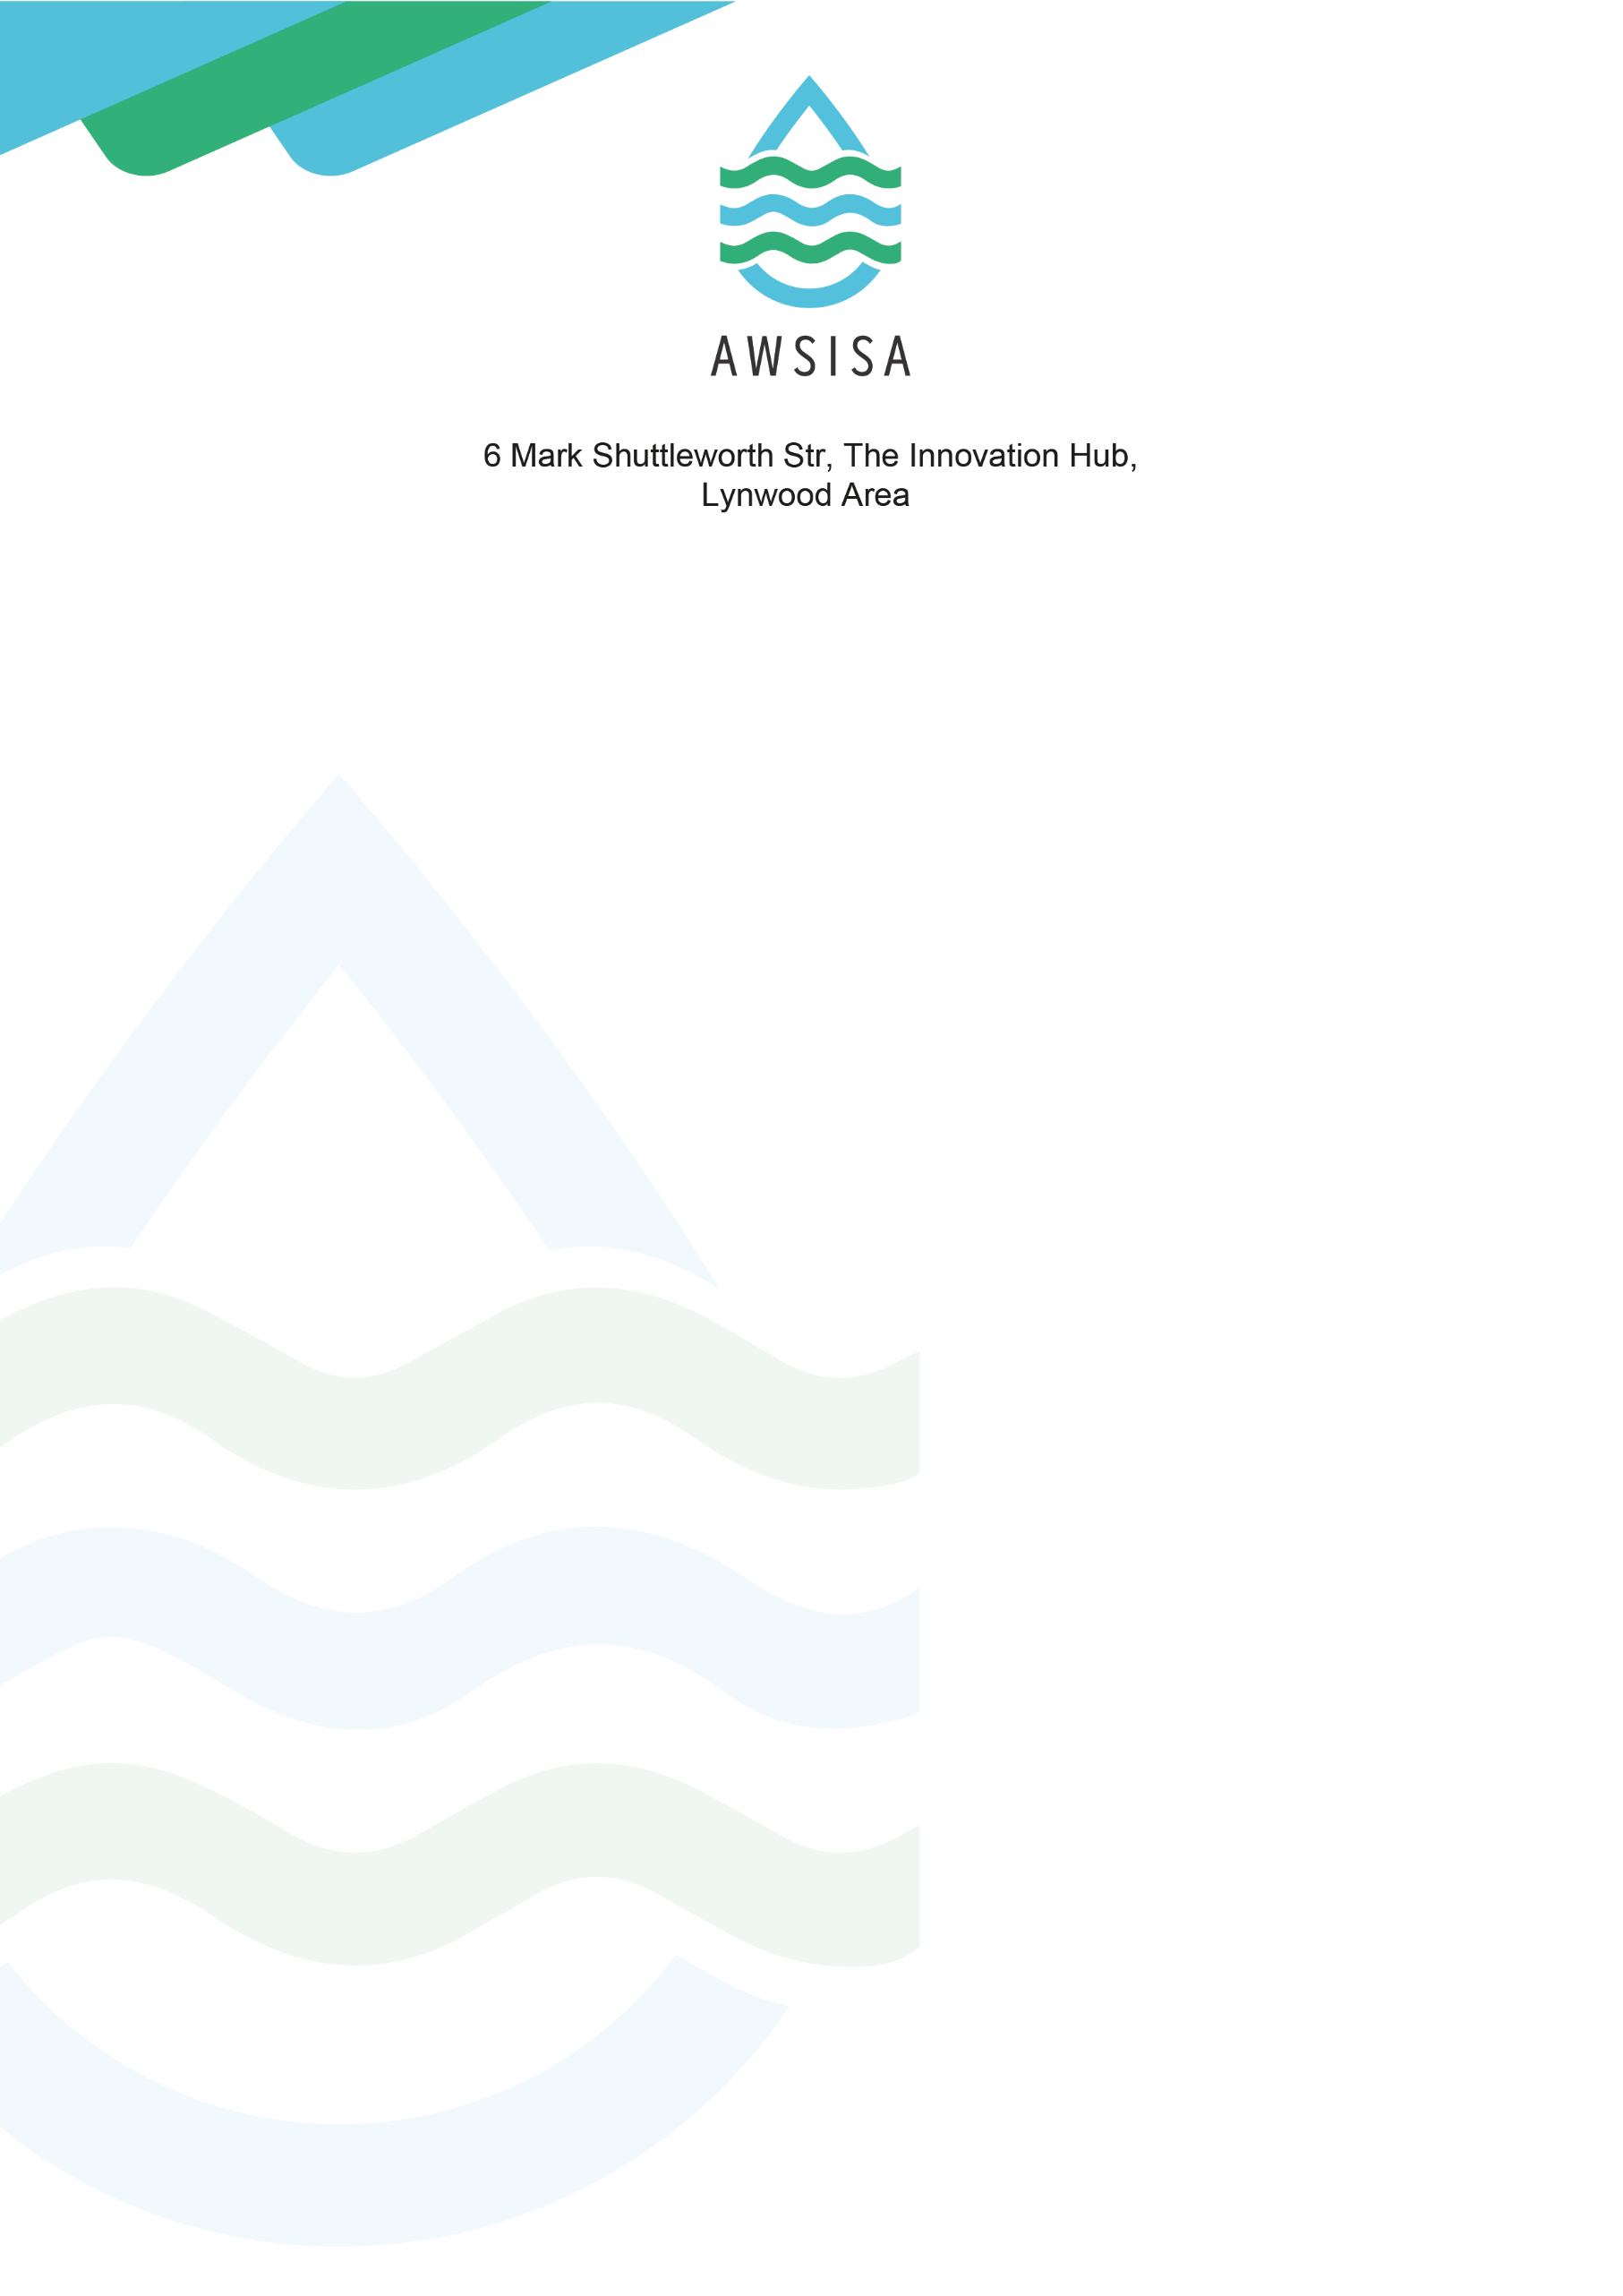 AWSISA
6 Mark Shuttleworth Str, The Innovation Hub,
Lynwood Area